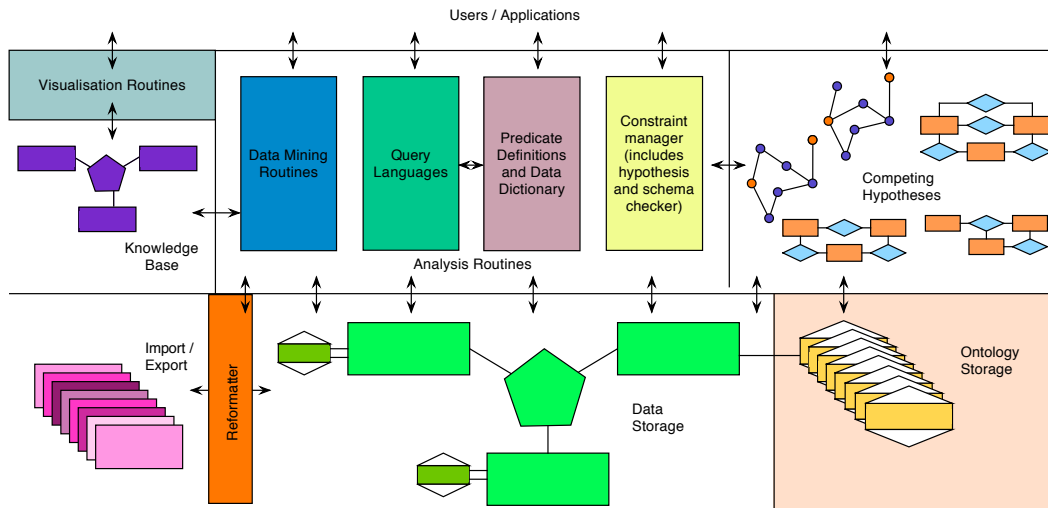 Users / Applications
Visualisation Routines
Data Mining
Routines
Query
Languages
Predicate
Definitions
and Data
Dictionary
Constraint
manager
(includes
hypothesis
and schema
checker)
Competing
Hypotheses
Knowledge
Base
Analysis Routines
Import /
Export
Reformatter
Data
Storage
Ontology
Storage